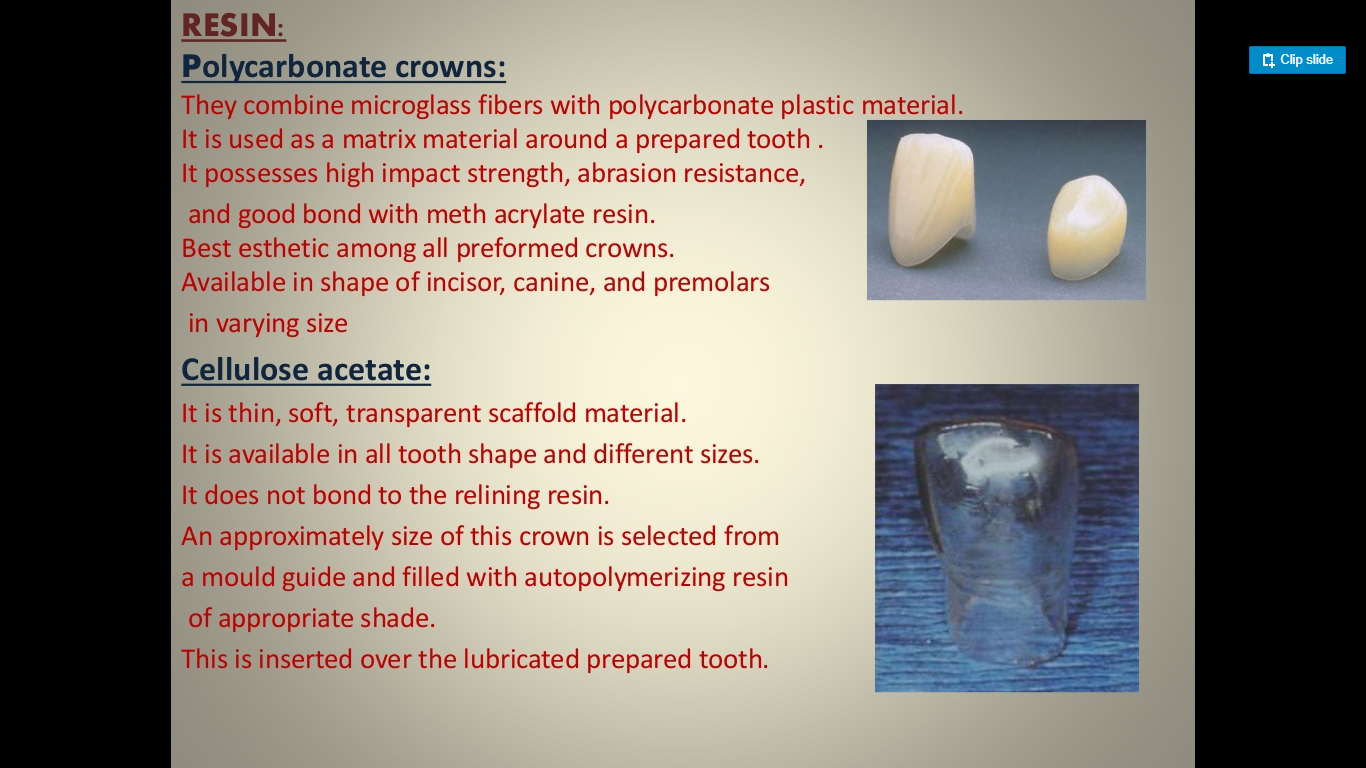 RESIN:
Polycarbonate crowns:
They combine microglass fibers with polycarbonate plastic material.
It is used as a matrix material around a prepared tooth .
It possesses high impact strength, abrasion resistance,
and good bond with meth acrylate resin.
Best esthetic among all preformed crowns.
Available in shape of incisor, canine, and premolars
in varying size
Cellulose acetate:
It is thin, soft, transparent scaffold material.
It is available in all tooth shape and different sizes.
It does not bond to the relining resin.
An approximately size of this crown is selected from
a mould guide and filled with autopolymerizing resin
of appropriate shade.
This is inserted over the lubricated prepared tooth.
Clip slide